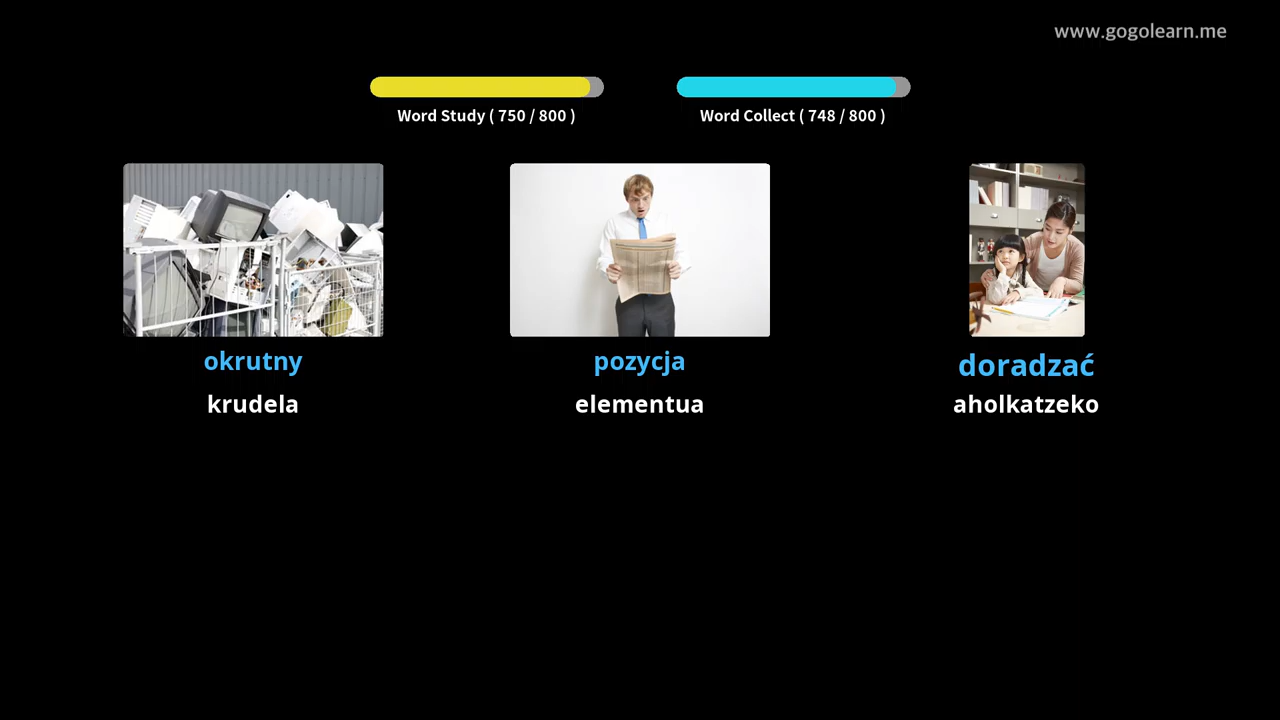 www.gogolearn.me
Word Study ( 750 / 800 )
Word Collect ( 748 / 800 )
okrutny
krudela
pozycja
elementua
doradzać
aholkatzeko